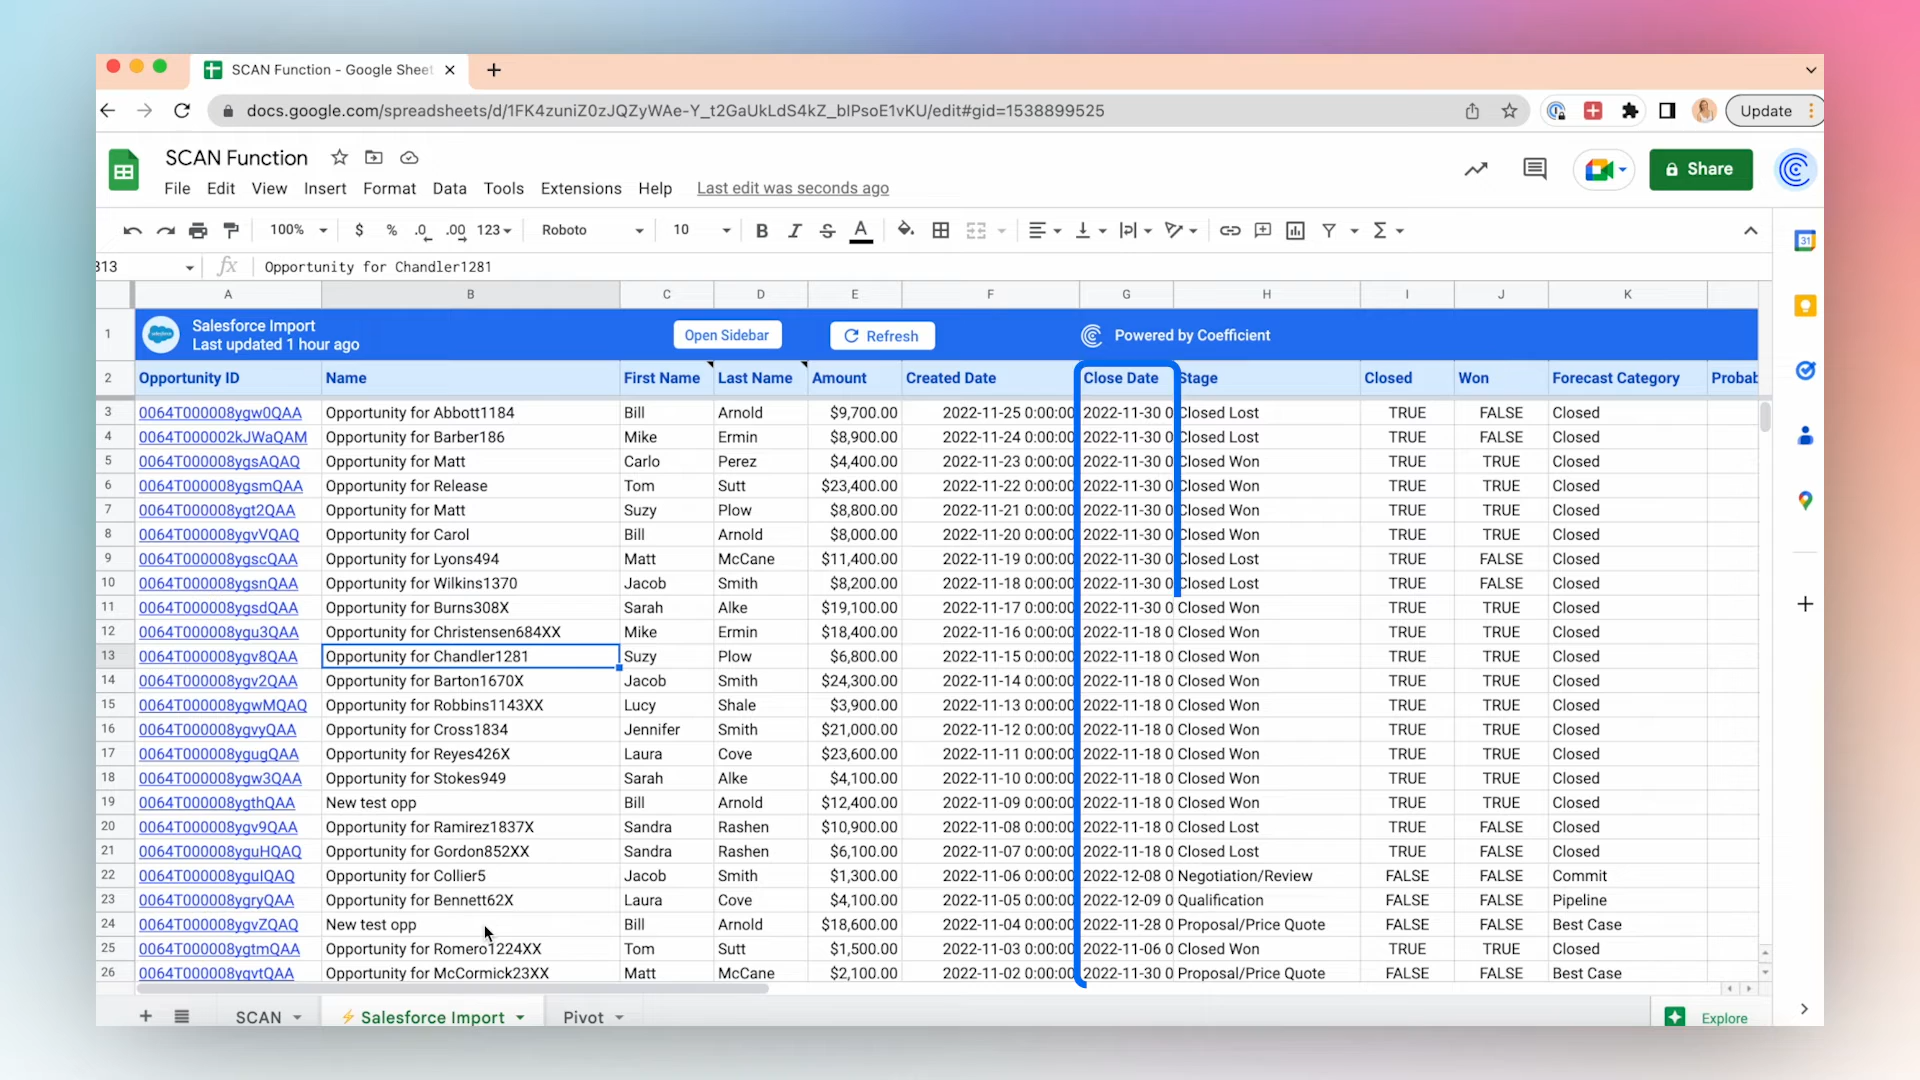 SCAN Function - Google Sheet
docs.google.com/spreadsheets/d/1FK4zuniZ0zJQZyWAe-Y_t2GaUkLdS4kZ_blPsoE1vKU/edit#gid=1538899525
Update
SCAN Function
File Edit View Insert Format Data Tools Extensions Help Last edit was seconds ago
Share
100% $ % .0 .00 123 Roboto 10 B I S A Σ
313 fx Opportunity for Chandler1281
A B C D E F G H I J K
1 Salesforce Import
Last updated 1 hour ago
Open Sidebar Refresh Powered by Coefficient
2 Opportunity ID Name First Name Last Name Amount Created Date Close Date Stage Closed Won Forecast Category Probab
3 0064T000008ygw0QAA Opportunity for Abbott1184 Bill Arnold $9,700.00 2022-11-25 0:00:00 2022-11-30 0 Closed Lost TRUE FALSE Closed
4 0064T000002kJWaQAM Opportunity for Barber186 Mike Ermin $8,900.00 2022-11-24 0:00:00 2022-11-30 0 Closed Lost TRUE FALSE Closed
5 0064T000008ygsAQAQ Opportunity for Matt Carlo Perez $4,400.00 2022-11-23 0:00:00 2022-11-30 0 Closed Won TRUE TRUE Closed
6 0064T000008ygsmQAA Opportunity for Release Tom Sutt $23,400.00 2022-11-22 0:00:00 2022-11-30 0 Closed Won TRUE TRUE Closed
7 0064T000008ygt2QAA Opportunity for Matt Suzy Plow $8,800.00 2022-11-21 0:00:00 2022-11-30 0 Closed Won TRUE TRUE Closed
8 0064T000008ygvVQAQ Opportunity for Carol Bill Arnold $8,000.00 2022-11-20 0:00:00 2022-11-30 0 Closed Won TRUE TRUE Closed
9 0064T000008ygscQAA Opportunity for Lyons494 Matt McCane $11,400.00 2022-11-19 0:00:00 2022-11-30 0 Closed Lost TRUE FALSE Closed
10 0064T000008ygsnQAA Opportunity for Wilkins1370 Jacob Smith $8,200.00 2022-11-18 0:00:00 2022-11-30 0 Closed Lost TRUE FALSE Closed
11 0064T000008ygsdQAA Opportunity for Burns308X Sarah Alke $19,100.00 2022-11-17 0:00:00 2022-11-30 0 Closed Won TRUE TRUE Closed
12 0064T000008ygu3QAA Opportunity for Christensen684XX Mike Ermin $18,400.00 2022-11-16 0:00:00 2022-11-18 0 Closed Won TRUE TRUE Closed
13 0064T000008ygv8QAA Opportunity for Chandler1281 Suzy Plow $6,800.00 2022-11-15 0:00:00 2022-11-18 0 Closed Won TRUE TRUE Closed
14 0064T000008ygv2QAA Opportunity for Barton1670X Jacob Smith $24,300.00 2022-11-14 0:00:00 2022-11-18 0 Closed Won TRUE TRUE Closed
15 0064T000008ygwMQAQ Opportunity for Robbins1143XX Lucy Shale $3,900.00 2022-11-13 0:00:00 2022-11-18 0 Closed Won TRUE TRUE Closed
16 0064T000008ygvyQAA Opportunity for Cross1834 Jennifer Smith $21,000.00 2022-11-12 0:00:00 2022-11-18 0 Closed Won TRUE TRUE Closed
17 0064T000008ygugQAA Opportunity for Reyes426X Laura Cove $23,600.00 2022-11-11 0:00:00 2022-11-18 0 Closed Won TRUE TRUE Closed
18 0064T000008ygw3QAA Opportunity for Stokes949 Sarah Alke $4,100.00 2022-11-10 0:00:00 2022-11-18 0 Closed Won TRUE TRUE Closed
19 0064T000008ygthQAA New test opp Bill Arnold $12,400.00 2022-11-09 0:00:00 2022-11-18 0 Closed Won TRUE TRUE Closed
20 0064T000008ygv9QAA Opportunity for Ramirez1837X Sandra Rashen $10,900.00 2022-11-08 0:00:00 2022-11-18 0 Closed Lost TRUE FALSE Closed
21 0064T000008yguHQAQ Opportunity for Gordon852XX Sandra Rashen $6,100.00 2022-11-07 0:00:00 2022-11-18 0 Closed Lost TRUE FALSE Closed
22 0064T000008yguIQAQ Opportunity for Collier5 Jacob Smith $1,300.00 2022-11-06 0:00:00 2022-12-08 0 Negotiation/Review FALSE FALSE Commit
23 0064T000008ygryQAA Opportunity for Bennett62X Laura Cove $4,100.00 2022-11-05 0:00:00 2022-12-09 0 Qualification FALSE FALSE Pipeline
24 0064T000008ygvZQAQ New test opp Bill Arnold $18,600.00 2022-11-04 0:00:00 2022-11-28 0 Proposal/Price Quote FALSE FALSE Best Case
25 0064T000008ygtmQAA Opportunity for Romero1224XX Tom Sutt $1,500.00 2022-11-03 0:00:00 2022-11-06 0 Closed Won TRUE TRUE Closed
26 0064T000008ygvtQAA Opportunity for McCormick23XX Matt McCane $2,100.00 2022-11-02 0:00:00 2022-11-30 0 Proposal/Price Quote FALSE FALSE Best Case
SCAN Salesforce Import Pivot Explore